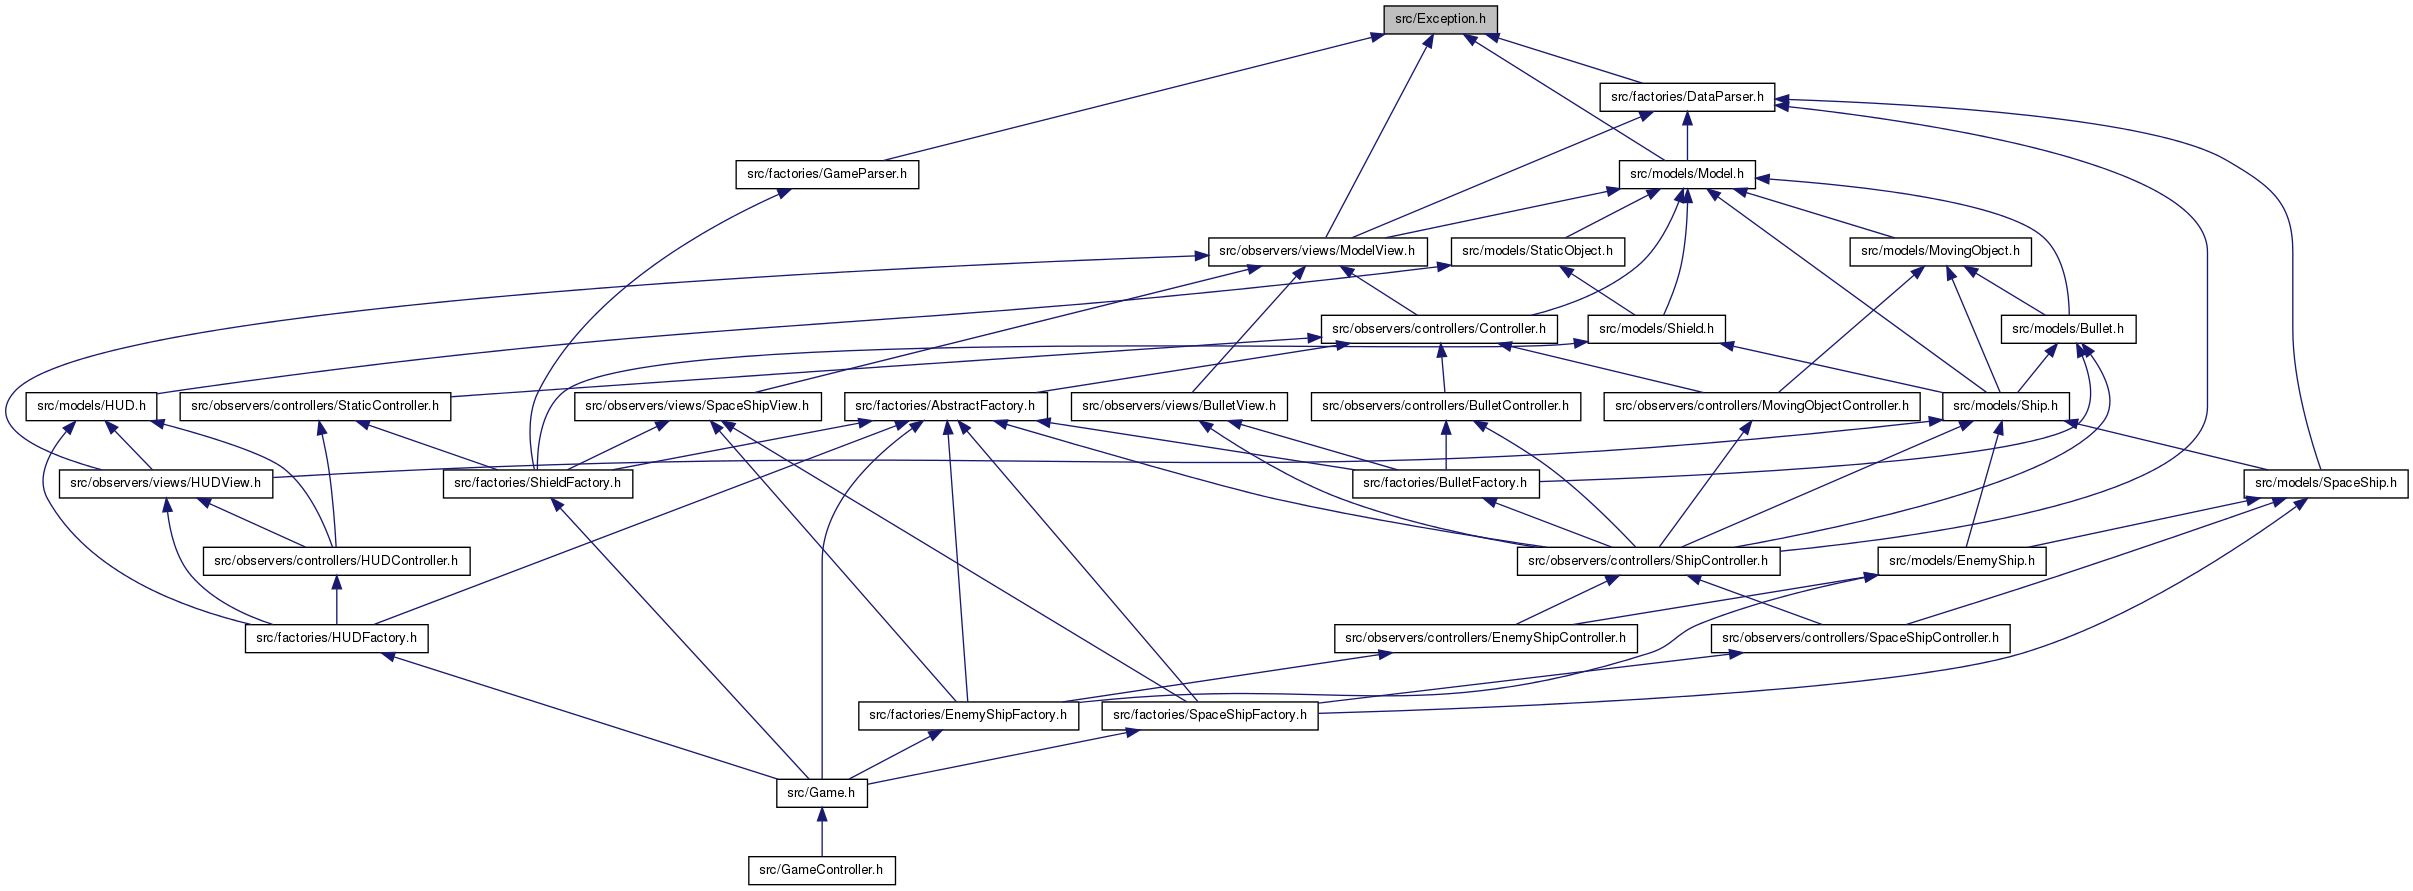 src/Exception.h
src/factories/DataParser.h
src/factories/GameParser.h
src/models/Model.h
src/observers/views/ModelView.h
src/models/StaticObject.h
src/models/MovingObject.h
src/observers/controllers/Controller.h
src/models/Shield.h
src/models/Bullet.h
src/models/HUD.h
src/observers/controllers/StaticController.h
src/observers/views/SpaceShipView.h
src/factories/AbstractFactory.h
src/observers/views/BulletView.h
src/observers/controllers/BulletController.h
src/observers/controllers/MovingObjectController.h
src/models/Ship.h
src/observers/views/HUDView.h
src/factories/ShieldFactory.h
src/factories/BulletFactory.h
src/models/SpaceShip.h
src/observers/controllers/HUDController.h
src/observers/controllers/ShipController.h
src/models/EnemyShip.h
src/factories/HUDFactory.h
src/observers/controllers/EnemyShipController.h
src/observers/controllers/SpaceShipController.h
src/factories/EnemyShipFactory.h
src/factories/SpaceShipFactory.h
src/Game.h
src/GameController.h